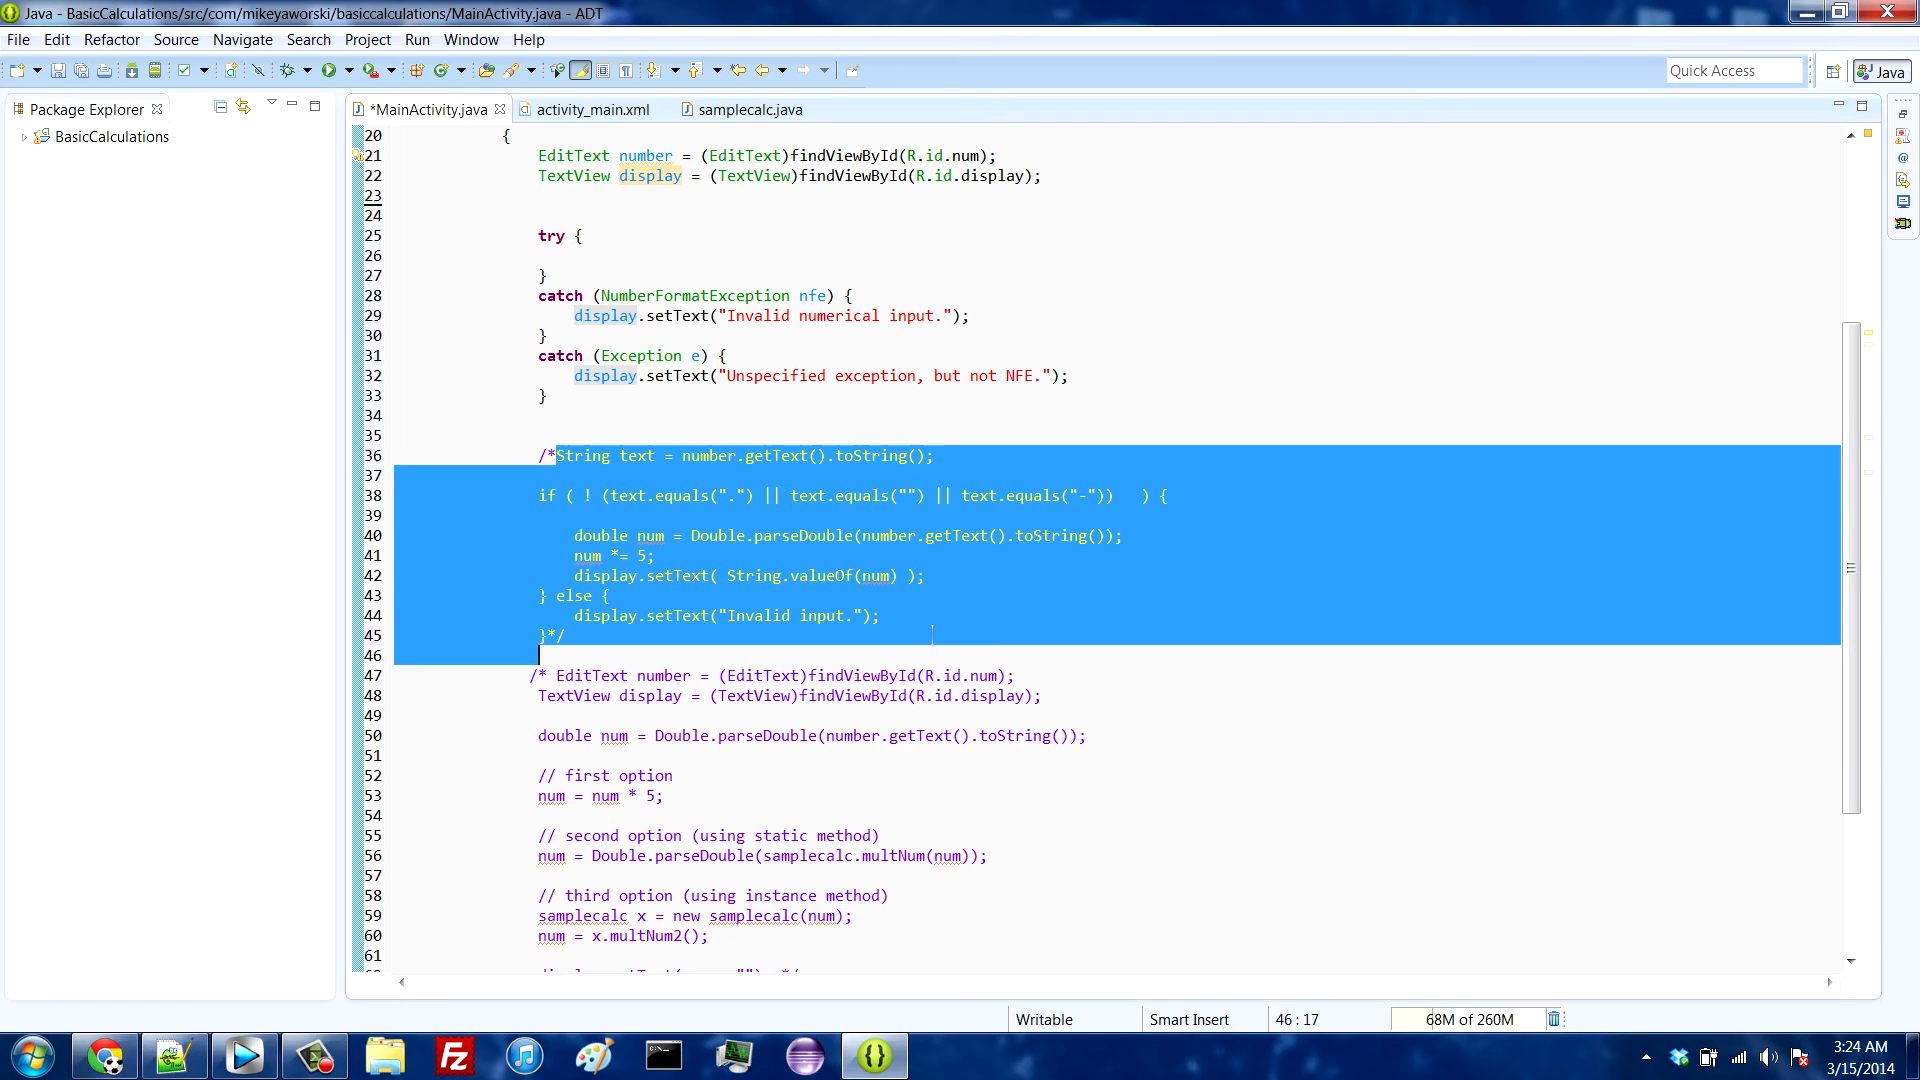 Java - BasicCalculations/src/com/mikeyaworski/basiccalculations/MainActivity.java - ADT
File Edit Refactor Source Navigate Search Project Run Window Help
Quick Access
Java
Package Explorer
*MainActivity.java
activity_main.xml
samplecalc.java
BasicCalculations
20 {
21 EditText number = (EditText)findViewById(R.id.num);
22 TextView display = (TextView)findViewById(R.id.display);
23
24
25 try {
26
27 }
28 catch (NumberFormatException nfe) {
29 display.setText("Invalid numerical input.");
30 }
31 catch (Exception e) {
32 display.setText("Unspecified exception, but not NFE.");
33 }
34
35
36 /*String text = number.getText().toString();
37
38 if ( ! (text.equals(".") || text.equals("") || text.equals("-")) ) {
39
40 double num = Double.parseDouble(number.getText().toString());
41 num *= 5;
42 display.setText( String.valueOf(num) );
43 } else {
44 display.setText("Invalid input.");
45 }*/
46
47 /* EditText number = (EditText)findViewById(R.id.num);
48 TextView display = (TextView)findViewById(R.id.display);
49
50 double num = Double.parseDouble(number.getText().toString());
51
52 // first option
53 num = num * 5;
54
55 // second option (using static method)
56 num = Double.parseDouble(samplecalc.multNum(num));
57
58 // third option (using instance method)
59 samplecalc x = new samplecalc(num);
60 num = x.multNum2();
61
Writable
Smart Insert
46 : 17
68M of 260M
3:24 AM
3/15/2014